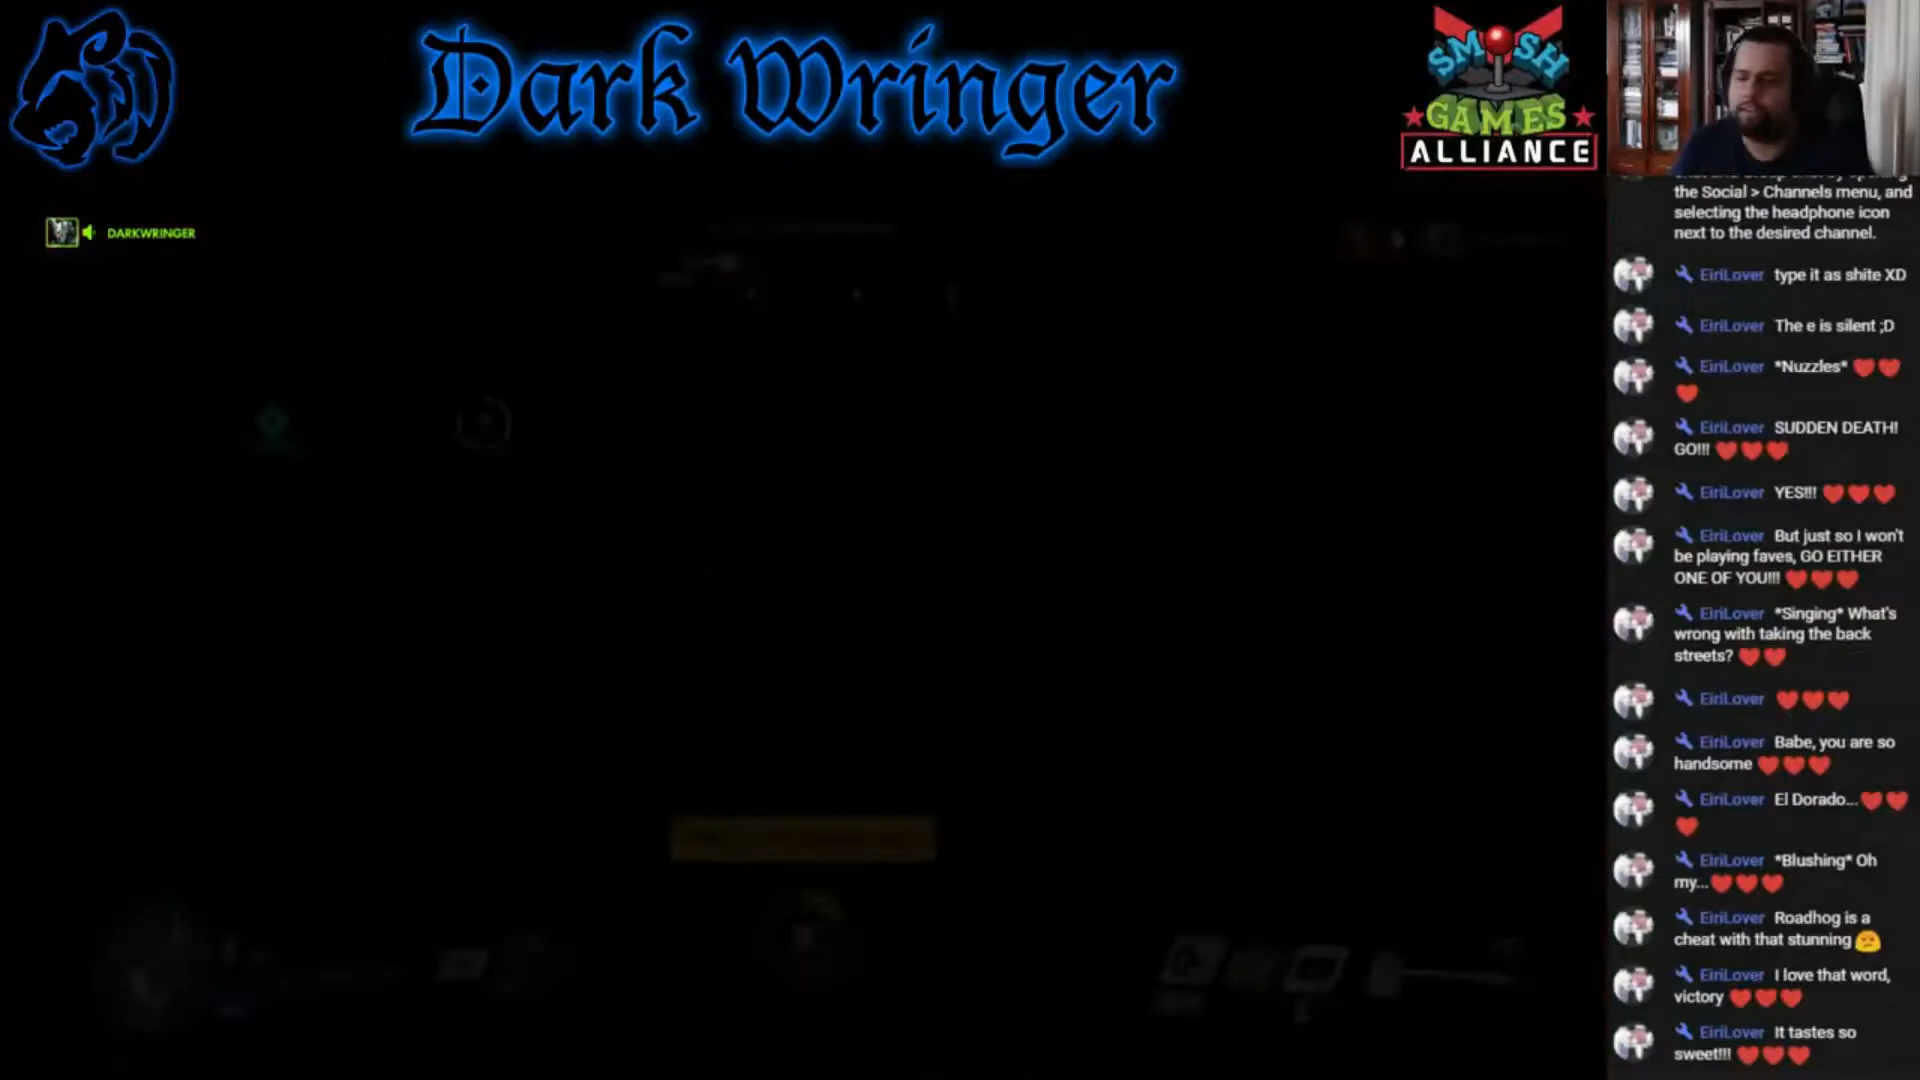 Dark Wringer
SMASH
GAMES
ALLIANCE
DARKWRINGER
the Social > Channels menu, and
selecting the headphone icon
next to the desired channel.
EiriLover type it as shite XD
EiriLover The e is silent ;D
EiriLover *Nuzzles* ❤❤
❤
EiriLover SUDDEN DEATH!
GO!!! ❤❤❤
EiriLover YES!!! ❤❤❤
EiriLover But just so I won't
be playing faves, GO EITHER
ONE OF YOU!!! ❤❤❤
EiriLover *Singing* What's
wrong with taking the back
streets? ❤❤
EiriLover ❤❤❤
EiriLover Babe, you are so
handsome ❤❤❤
EiriLover El Dorado... ❤❤
❤
EiriLover *Blushing* Oh
my... ❤❤❤
EiriLover Roadhog is a
cheat with that stunning 😕
EiriLover I love that word,
victory ❤❤❤
EiriLover It tastes so
sweet!!! ❤❤❤